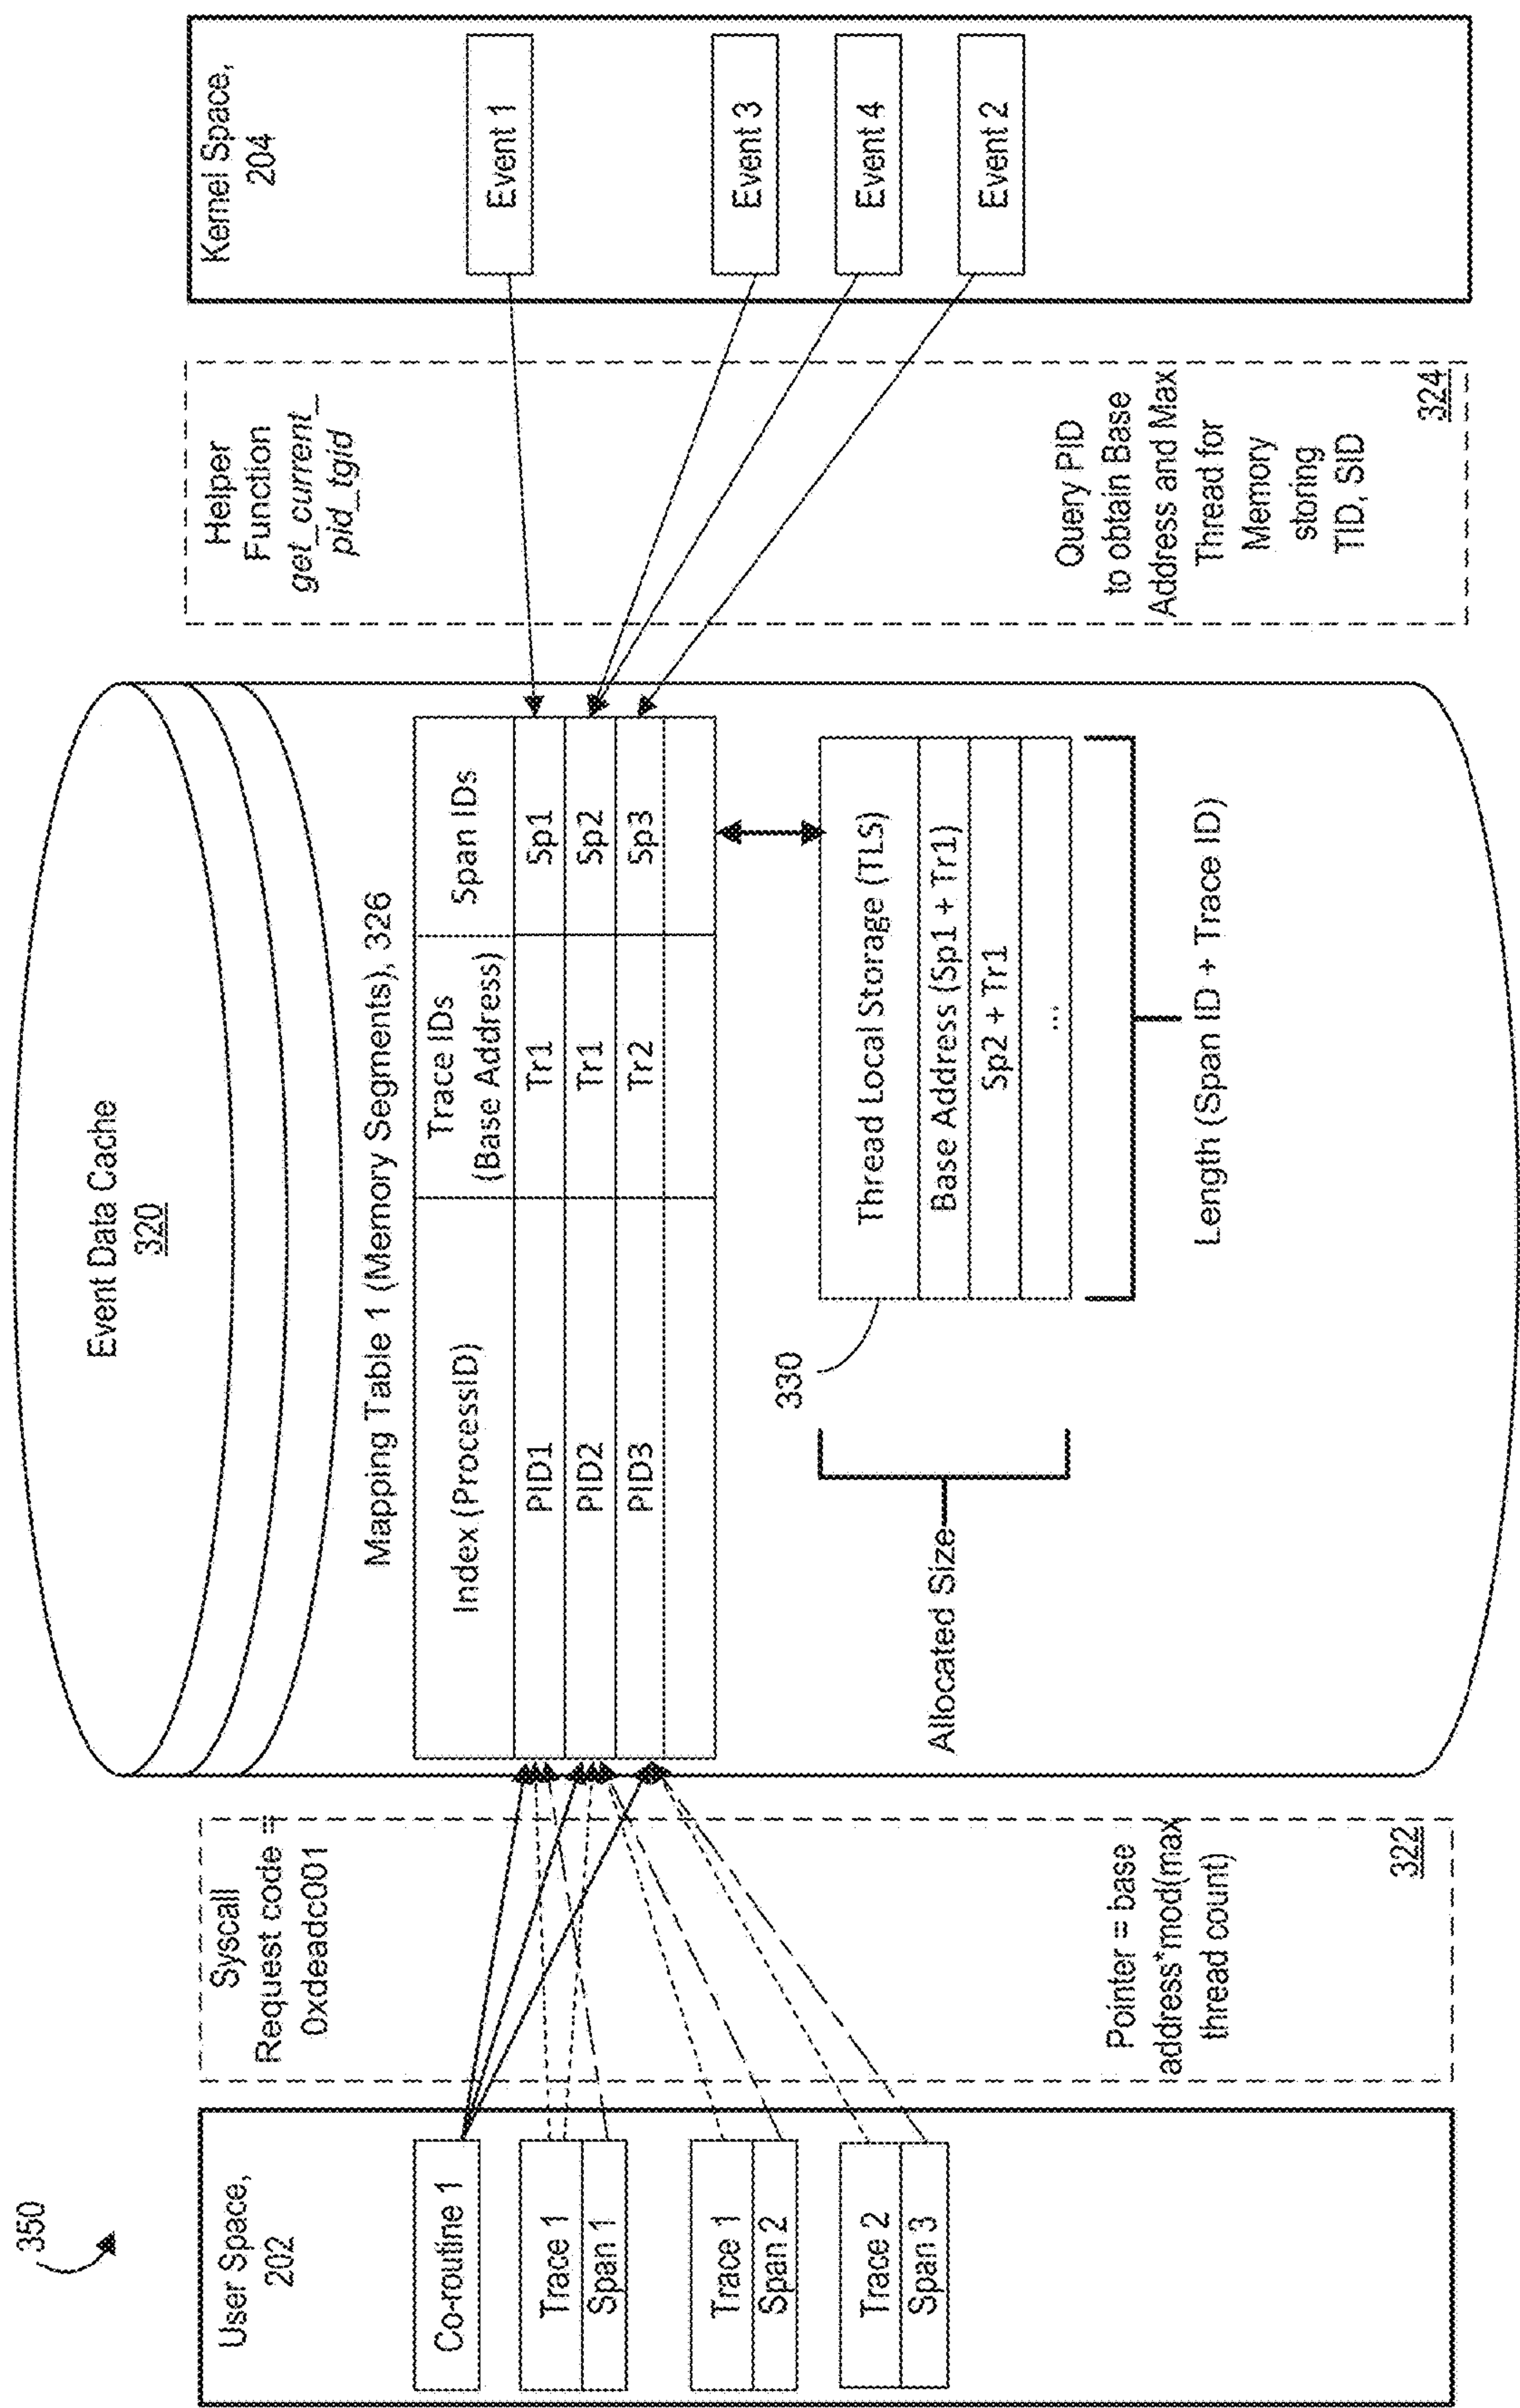 350
User Space,
202
Co-routine 1
Trace 1
Span 1
Trace 1
Span 2
Trace 2
Span 3
Syscall
Request code =
0xdeadc001
Pointer = base
address*mod(max
thread count)
322
Event Data Cache
320
Mapping Table 1 (Memory Segments), 326
Index (ProcessID)
Trace IDs
(Base Address)
Span IDs
PID1
Tr1
Sp1
PID2
Tr1
Sp2
PID3
Tr2
Sp3
330
Allocated Size
Thread Local Storage (TLS)
Base Address (Sp1 + Tr1)
Sp2 + Tr1
...
Length (Span ID + Trace ID)
Helper
Function
get_current_
pid_tgid
Query PID
to obtain Base
Address and Max
Thread for
Memory
storing
TID, SID
324
Kernel Space,
204
Event 1
Event 3
Event 4
Event 2